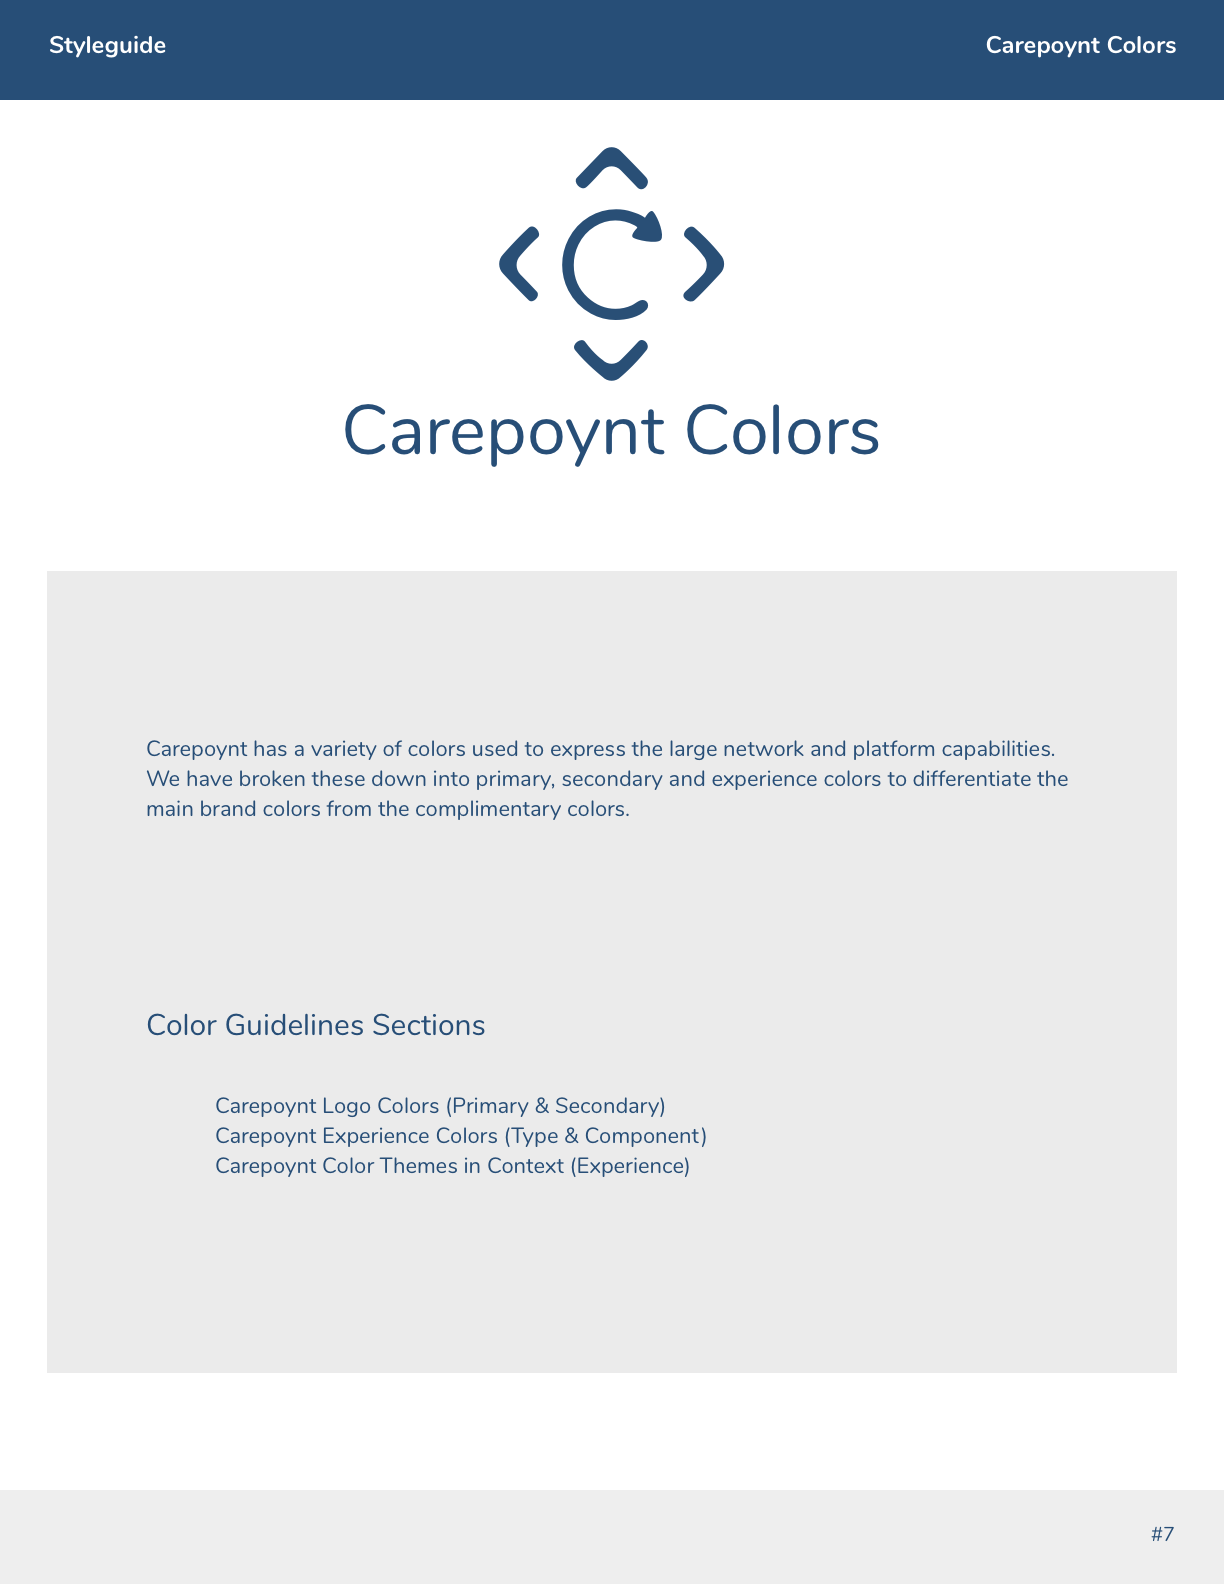 Styleguide
Carepoynt Colors
Carepoynt Colors
Carepoynt has a variety of colors used to express the large network and platform capabilities.
We have broken these down into primary, secondary and experience colors to differentiate the
main brand colors from the complimentary colors.
Color Guidelines Sections
Carepoynt Logo Colors (Primary & Secondary)
Carepoynt Experience Colors (Type & Component)
Carepoynt Color Themes in Context (Experience)
#7